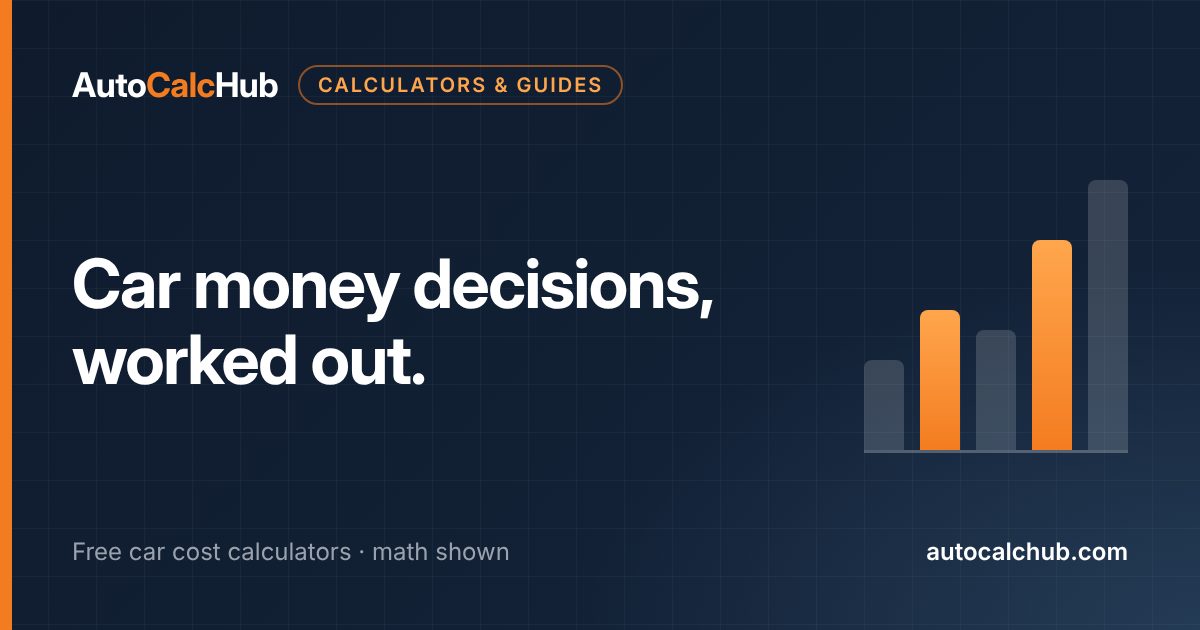 AutoCalcHub
CALCULATORS & GUIDES
Car money decisions,
worked out.
Free car cost calculators · math shown
autocalchub.com